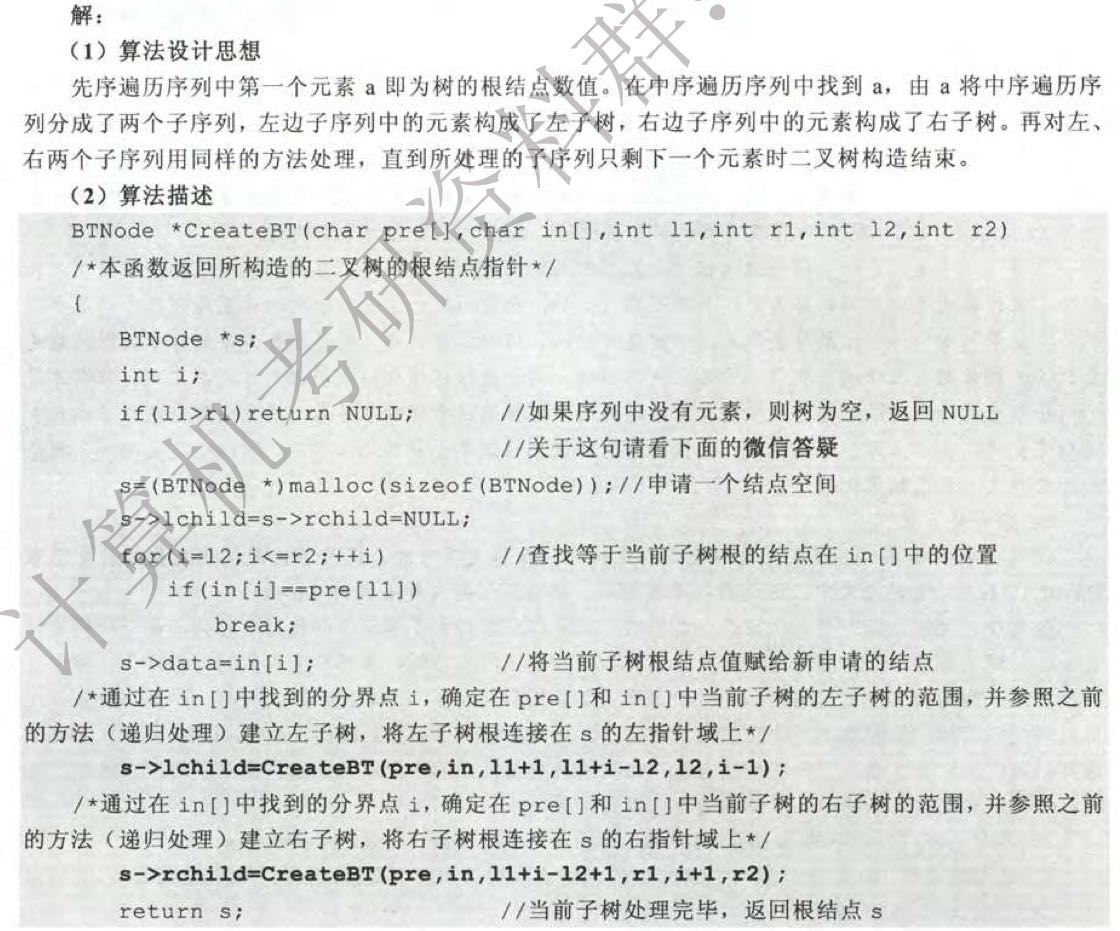 解：
（1）算法设计思想
先序遍历序列中第一个元素 a 即为树的根结点数值。在中序遍历序列中找到 a，由 a 将中序遍历序
列分成了两个子序列，左边子序列中的元素构成了左子树，右边子序列中的元素构成了右子树。再对左、
右两个子序列用同样的方法处理，直到所处理的子序列只剩下一个元素时二叉树构造结束。
（2）算法描述
BTNode *CreateBT(char pre[],char in[],int l1,int r1,int l2,int r2)
/*本函数返回所构造的二叉树的根结点指针*/
{
BTNode *s;
int i;
if(l1>r1)return NULL; //如果序列中没有元素，则树为空，返回 NULL
//关于这句请看下面的微信答疑
s=(BTNode *)malloc(sizeof(BTNode));//申请一个结点空间
s->lchild=s->rchild=NULL;
for(i=l2;i<=r2;++i) //查找等于当前子树根的结点在 in[]中的位置
if(in[i]==pre[l1])
break;
s->data=in[i]; //将当前子树根结点值赋给新申请的结点
/*通过在 in[]中找到的分界点 i，确定在 pre[]和 in[]中当前子树的左子树的范围，并参照之前
的方法（递归处理）建立左子树，将左子树根连接在 s 的左指针域上*/
s->lchild=CreateBT(pre,in,l1+1,l1+i-l2,l2,i-1);
/*通过在 in[]中找到的分界点 i，确定在 pre[]和 in[]中当前子树的右子树的范围，并参照之前
的方法（递归处理）建立右子树，将右子树根连接在 s 的右指针域上*/
s->rchild=CreateBT(pre,in,l1+i-l2+1,r1,i+1,r2);
return s; //当前子树处理完毕，返回根结点 s
计算机考研资料群：